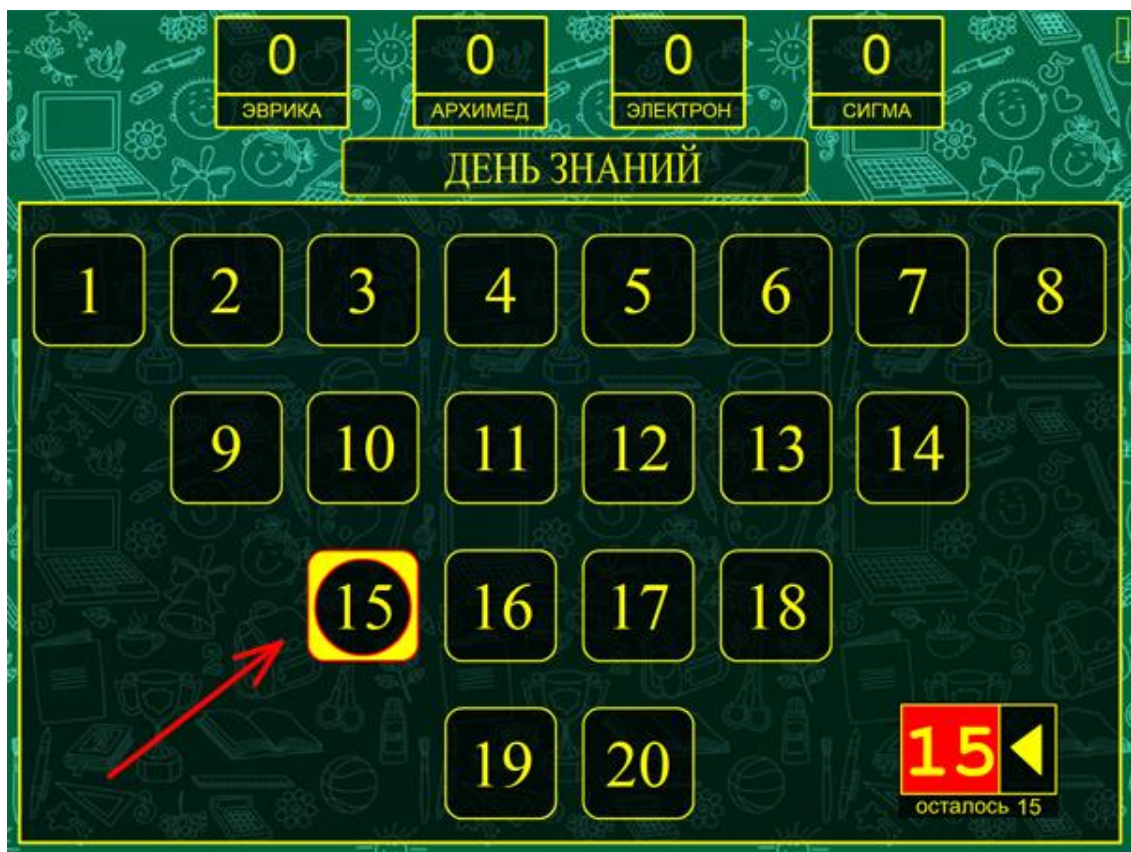 0 0 0 0
ЭВРИКА АРХИМЕД ЭЛЕКТРОН СИГМА
ДЕНЬ ЗНАНИЙ
1 2 3 4 5 6 7 8
9 10 11 12 13 14
15 16 17 18
19 20
15
осталось 15